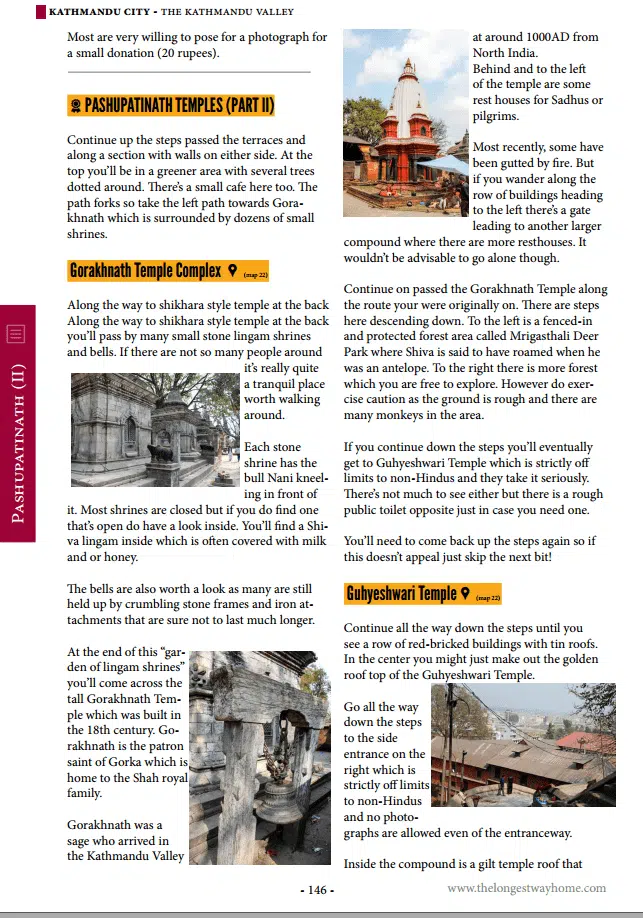 KATHMANDU CITY - THE KATHMANDU VALLEY
Most are very willing to pose for a photograph for
a small donation (20 rupees).
PASHUPATINATH TEMPLES (PART II)
Continue up the steps passed the terraces and
along a section with walls on either side. At the
top you'll be in a greener area with several trees
dotted around. There's a small cafe here too. The
path forks so take the left path towards Gora-
khnath which is surrounded by dozens of small
shrines.
Gorakhnath Temple Complex (map 22)
Along the way to shikhara style temple at the back
Along the way to shikhara style temple at the back
you'll pass by many small stone lingam shrines
and bells. If there are not so many people around
it's really quite
a tranquil place
worth walking
around.
Each stone
shrine has the
bull Nani kneel-
ing in front of
it. Most shrines are closed but if you do find one
that's open do have a look inside. You'll find a Shi-
va lingam inside which is often covered with milk
and or honey.
The bells are also worth a look as many are still
held up by crumbling stone frames and iron at-
tachments that are sure not to last much longer.
At the end of this "gar-
den of lingam shrines"
you'll come across the
tall Gorakhnath Tem-
ple which was built in
the 18th century. Go-
rakhnath is the patron
saint of Gorka which is
home to the Shah royal
family.
Gorakhnath was a
sage who arrived in
the Kathmandu Valley
at around 1000AD from
North India.
Behind and to the left
of the temple are some
rest houses for Sadhus or
pilgrims.
Most recently, some have
been gutted by fire. But
if you wander along the
row of buildings heading
to the left there's a gate
leading to another larger
compound where there are more resthouses. It
wouldn't be advisable to go alone though.
Continue on passed the Gorakhnath Temple along
the route your were originally on. There are steps
here descending down. To the left is a fenced-in
and protected forest area called Mrigasthali Deer
Park where Shiva is said to have roamed when he
was an antelope. To the right there is more forest
which you are free to explore. However do exer-
cise caution as the ground is rough and there are
many monkeys in the area.
If you continue down the steps you'll eventually
get to Guhyeshwari Temple which is strictly off
limits to non-Hindus and they take it seriously.
There's not much to see either but there is a rough
public toilet opposite just in case you need one.
You'll need to come back up the steps again so if
this doesn't appeal just skip the next bit!
Guhyeshwari Temple (map 22)
Continue all the way down the steps until you
see a row of red-bricked buildings with tin roofs.
In the center you might just make out the golden
roof top of the Guhyeshwari Temple.
Go all the way
down the steps
to the side
entrance on the
right which is
strictly off limits
to non-Hindus
and no photo-
graphs are allowed even of the entranceway.
Inside the compound is a gilt temple roof that
PASHUPATINATH (II)
- 146 -
www.thelongestwayhome.com